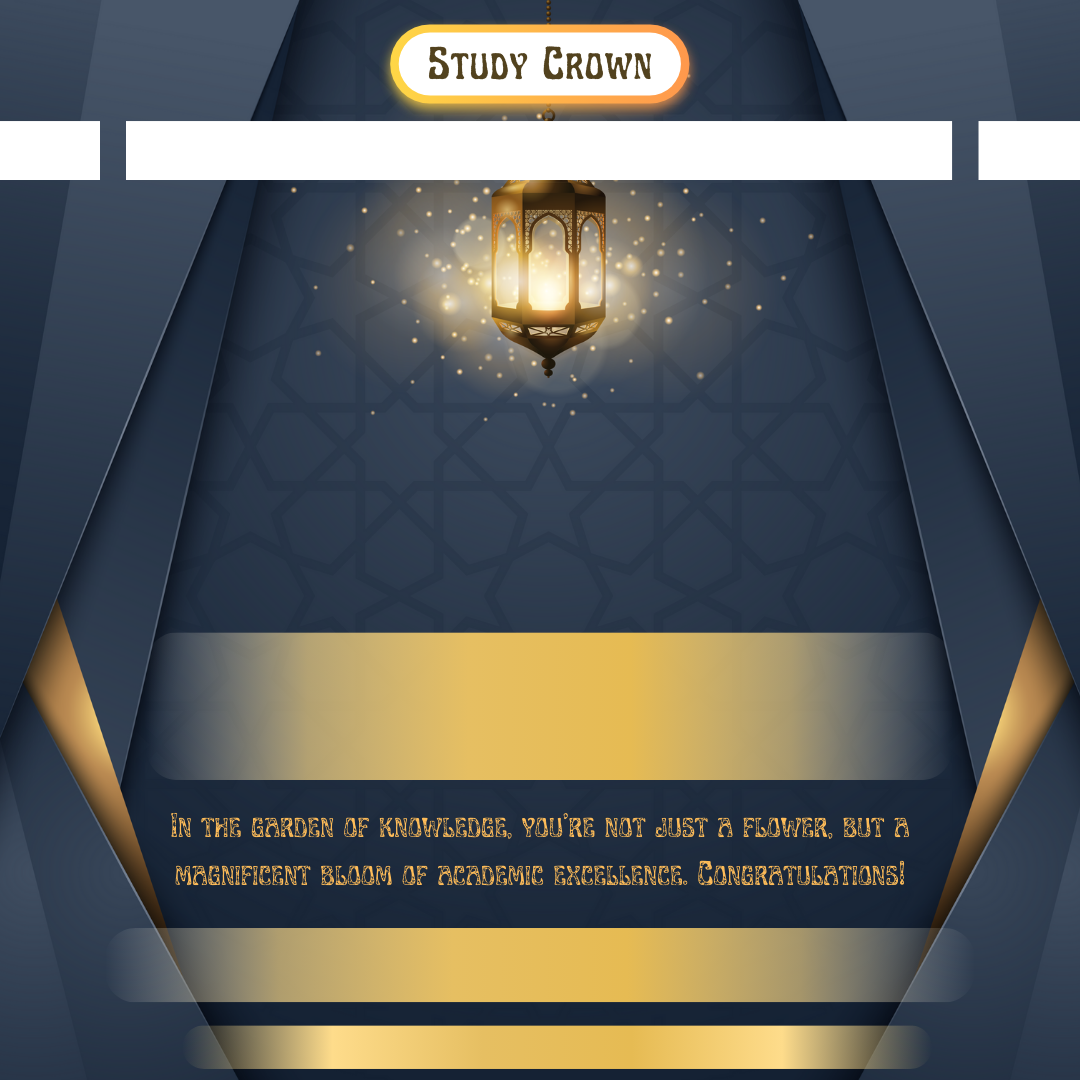 Study Crown
In the garden of knowledge, you're not just a flower, but a
magnificent bloom of academic excellence. Congratulations!